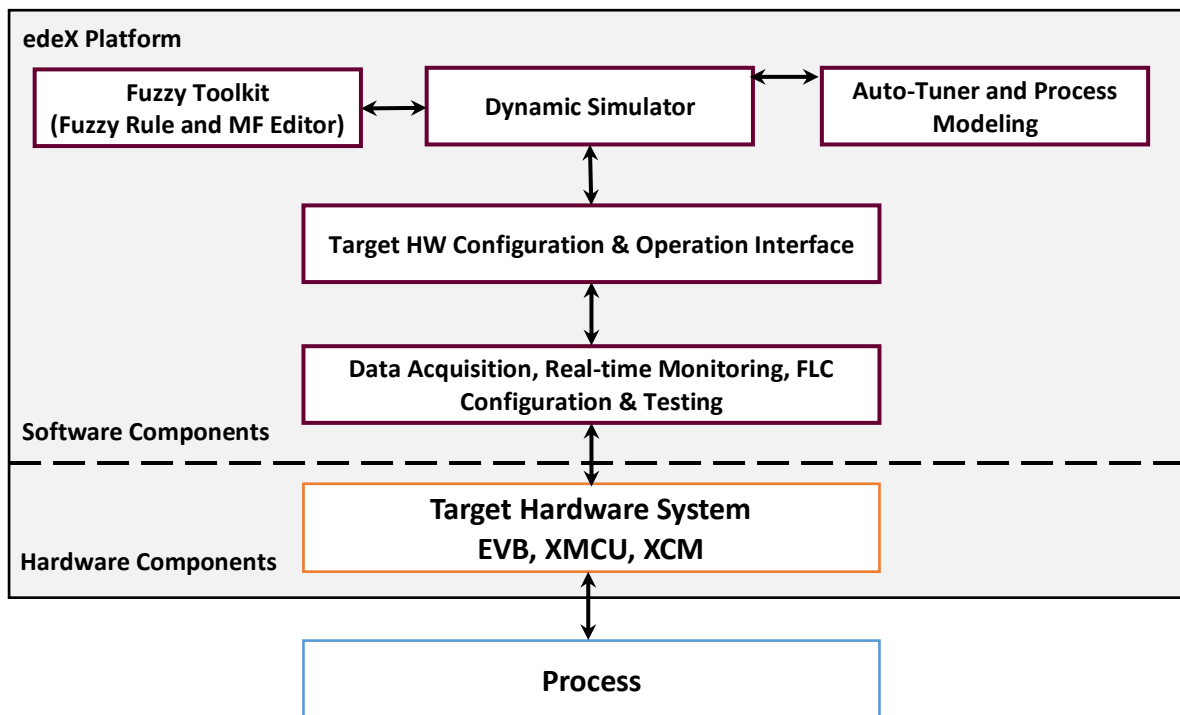 edeX Platform
Fuzzy Toolkit
(Fuzzy Rule and MF Editor)
Dynamic Simulator
Auto-Tuner and Process
Modeling
Target HW Configuration & Operation Interface
Data Acquisition, Real-time Monitoring, FLC
Configuration & Testing
Software Components
Target Hardware System
EVB, XMCU, XCM
Hardware Components
Process